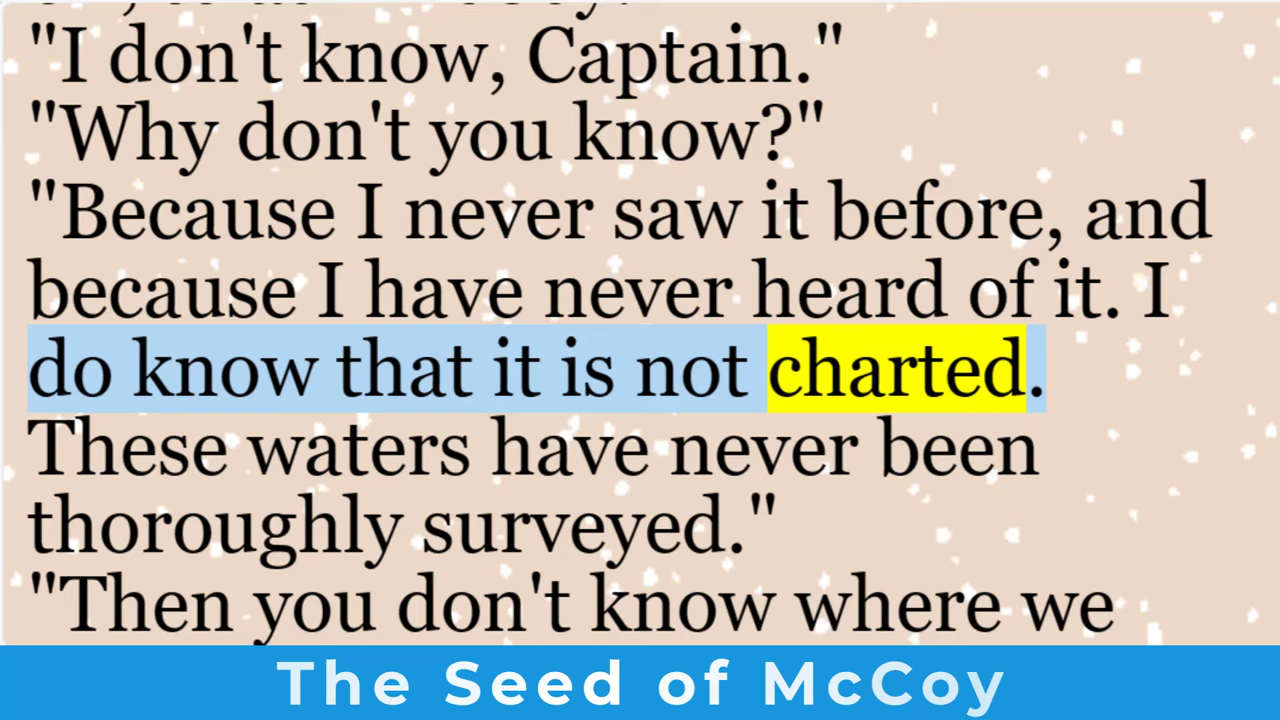 "I don't know, Captain."
"Why don't you know?"
"Because I never saw it before, and
because I have never heard of it. I
do know that it is not charted.
These waters have never been
thoroughly surveyed."
"Then you don't know where we
The Seed of McCoy